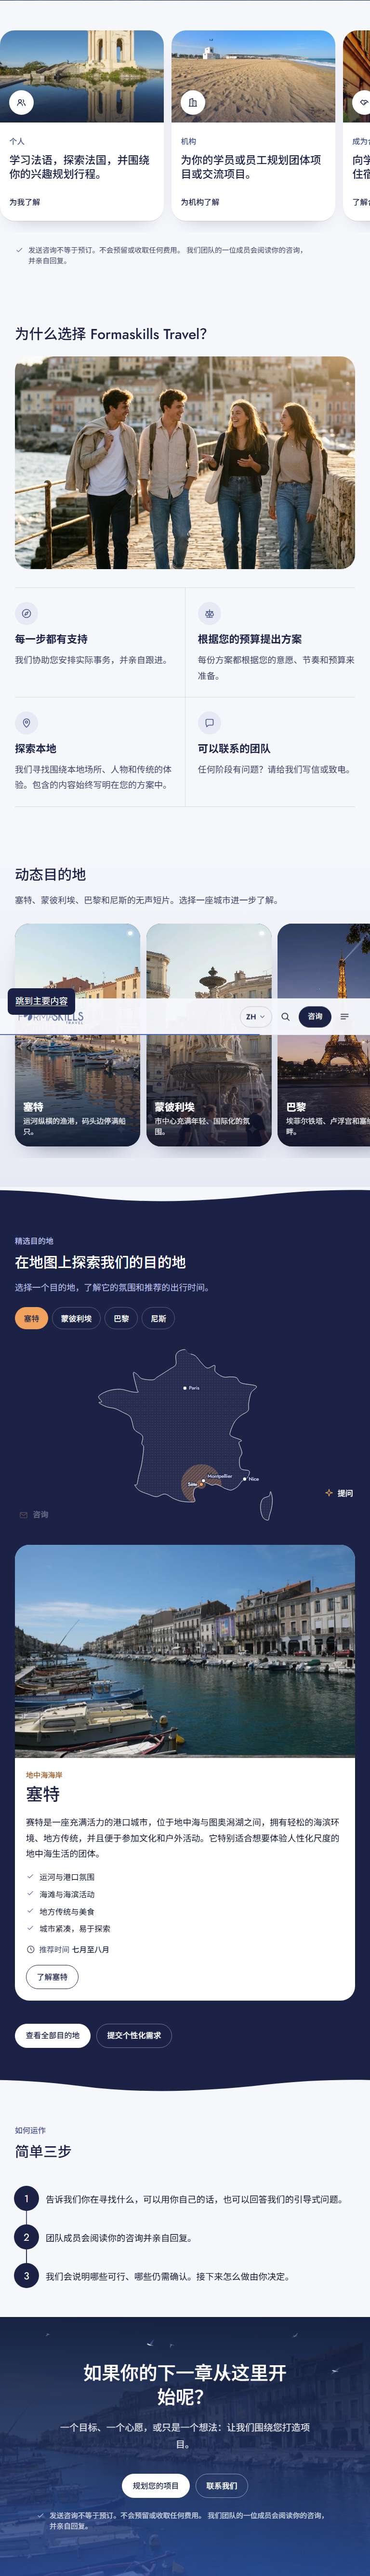 个人
学习法语，探索法国，并围绕
你的兴趣规划行程。
为我了解
机构
为你的学员或员工规划团体项
目或交流项目。
为机构了解
成为
向学
住宿
了解
发送咨询不等于预订。不会预留或收取任何费用。 我们团队的一位成员会阅读你的咨询，
并亲自回复。
为什么选择 Formaskills Travel?
每一步都有支持
我们协助您安排实际事务，并亲自跟进。
根据您的预算提出方案
每份方案都根据您的意愿、节奏和预算来
准备。
探索本地
我们寻找围绕本地场所、人物和传统的体
验。包含的内容始终写明在您的方案中。
可以联系的团队
任何阶段有问题？请给我们写信或致电。
动态目的地
塞特、蒙彼利埃、巴黎和尼斯的无声短片。选择一座城市进一步了解。
跳到主要内容
FORMASKILLS
TRAVEL
ZH
咨询
塞特
运河纵横的渔港，码头边停满船
只。
蒙彼利埃
市中心充满年轻、国际化的氛
围。
巴黎
埃菲尔铁塔、卢浮宫和塞纳
畔。
精选目的地
在地图上探索我们的目的地
选择一个目的地，了解它的氛围和推荐的出行时间。
塞特
蒙彼利埃
巴黎
尼斯
Paris
Montpellier
Sète
Nice
提问
咨询
地中海海岸
塞特
赛特是一座充满活力的港口城市，位于地中海与图奥潟湖之间，拥有轻松的海滨环
境、地方传统，并且便于参加文化和户外活动。它特别适合想要体验人性化尺度的
地中海生活的团体。
运河与港口氛围
海滩与海滨活动
地方传统与美食
城市紧凑，易于探索
推荐时间 七月至八月
了解塞特
查看全部目的地
提交个性化需求
如何运作
简单三步
1 告诉我们你在寻找什么，可以用你自己的话，也可以回答我们的引导式问题。
2 团队成员会阅读你的咨询并亲自回复。
3 我们会说明哪些可行、哪些仍需确认。接下来怎么做由你决定。
如果你的下一章从这里开
始呢？
一个目标、一个心愿，或只是一个想法：让我们围绕您打造项
目。
规划您的项目
联系我们
发送咨询不等于预订。不会预留或收取任何费用。 我们团队的一位成员会阅读你的咨询，
并亲自回复。